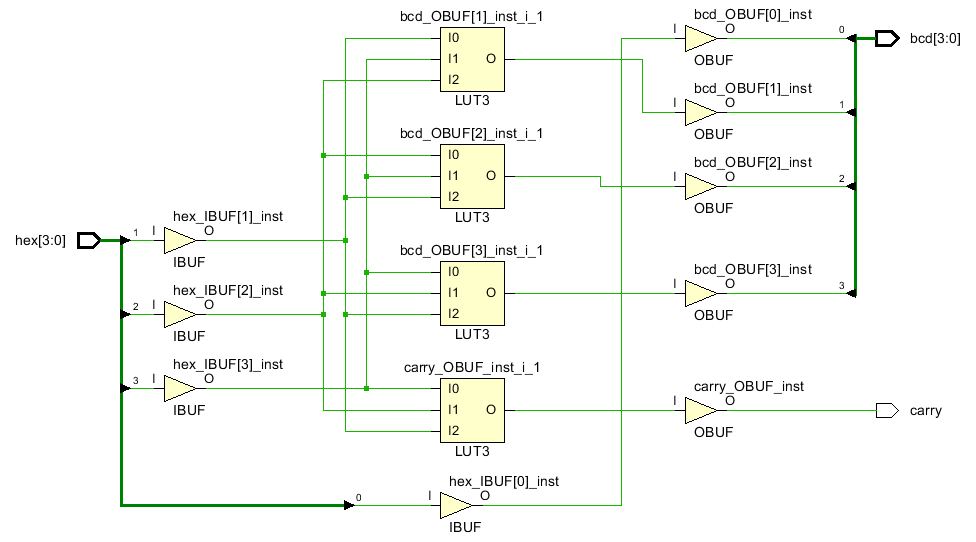 bcd_OBUF[1]_inst_i_1
I0
I1
I2
O
LUT3
bcd_OBUF[2]_inst_i_1
I0
I1
I2
O
LUT3
bcd_OBUF[3]_inst_i_1
I0
I1
I2
O
LUT3
carry_OBUF_inst_i_1
I0
I1
I2
O
LUT3
hex_IBUF[0]_inst
0
I
O
IBUF
hex[3:0]
hex_IBUF[1]_inst
1
I
O
IBUF
hex_IBUF[2]_inst
2
I
O
IBUF
hex_IBUF[3]_inst
3
I
O
IBUF
bcd_OBUF[0]_inst
I
O
0
OBUF
bcd[3:0]
bcd_OBUF[1]_inst
I
O
1
OBUF
bcd_OBUF[2]_inst
I
O
2
OBUF
bcd_OBUF[3]_inst
I
O
3
OBUF
carry_OBUF_inst
I
O
OBUF
carry